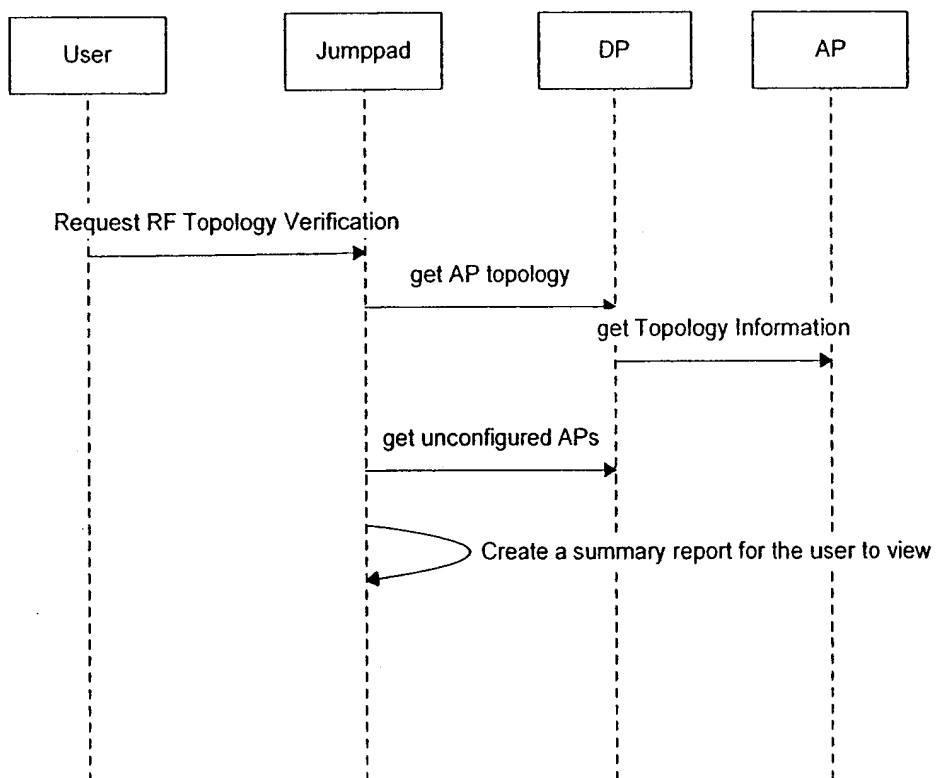 User
Jumppad
DP
AP
Request RF Topology Verification
get AP topology
get Topology Information
get unconfigured APs
Create a summary report for the user to view